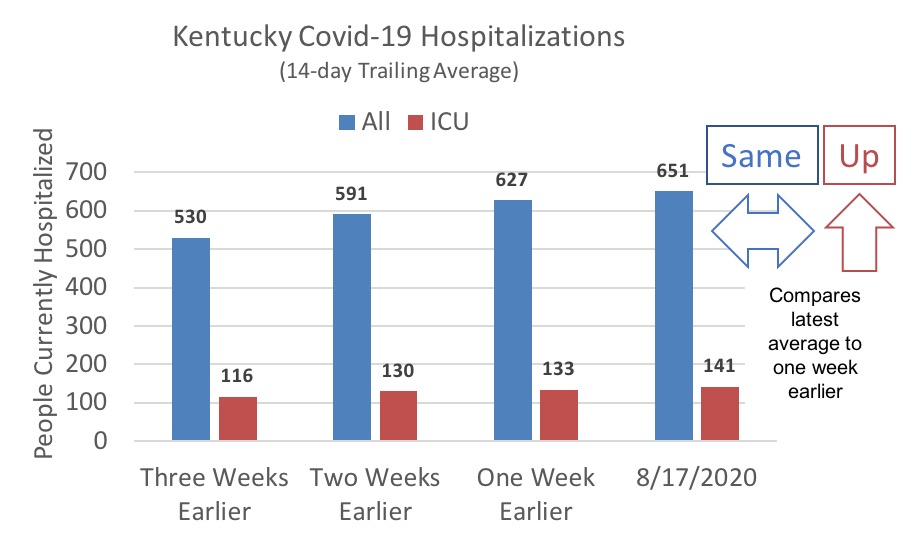 Kentucky Covid-19 Hospitalizations
(14-day Trailing Average)
All ICU
People Currently Hospitalized
700
600
500
400
300
200
100
0
530
116
591
130
627
133
651
141
Three Weeks
Earlier
Two Weeks
Earlier
One Week
Earlier
8/17/2020
Same
Up
Compares
latest
average to
one week
earlier